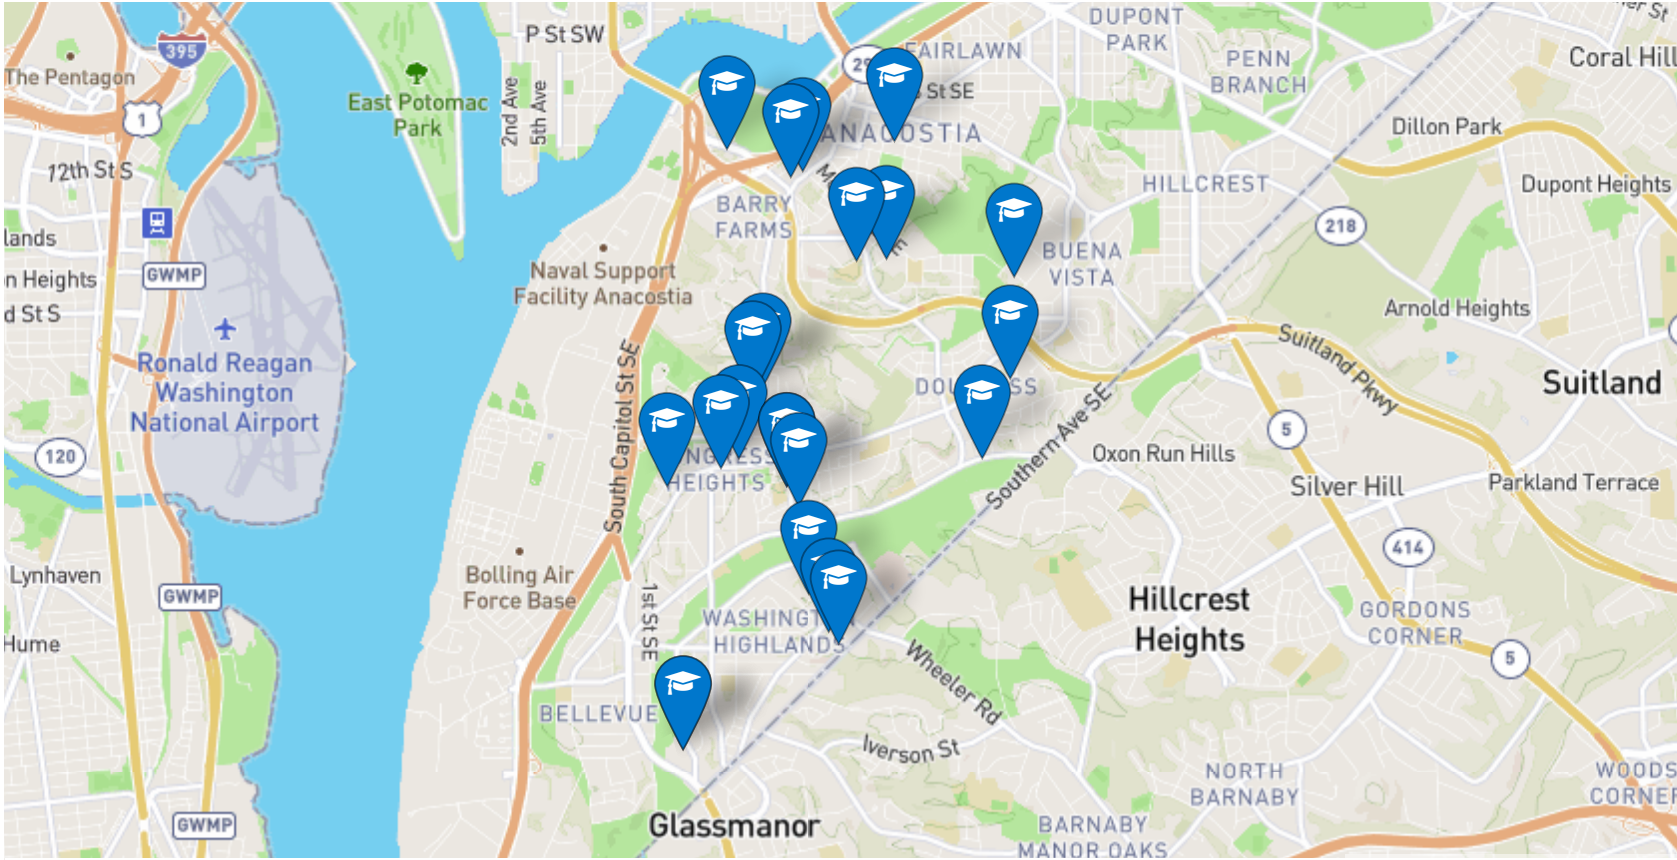 P St SW
395
The Pentagon
1
12th St S
lands
n Heights
d St S
GWMP
Ronald Reagan
Washington
National Airport
120
Lynhaven
GWMP
Hume
GWMP
East Potomac
Park
2nd Ave
5th Ave
Naval Support
Facility Anacostia
South Capitol St SE
Bolling Air
Force Base
1st St SE
BELLEVUE
Glassmanor
FAIRLAWN
St SE
ANACOSTIA
BARRY
FARMS
HEIGHTS
WASHINGT
HIGHLANDS
Wheeler Rd
Iverson St
DUPONT
PARK
PENN
BRANCH
Coral Hill
Dillon Park
HILLCREST
Dupont Heights
218
BUENA
VISTA
Arnold Heights
Suitland Pkwy
Suitland
5
Southern Ave SE
Oxon Run Hills
Silver Hill
Parkland Terrace
414
Hillcrest
Heights
GORDONS
CORNER
5
NORTH
BARNABY
WOODS
CORNER
BARNABY
MANOR OAKS